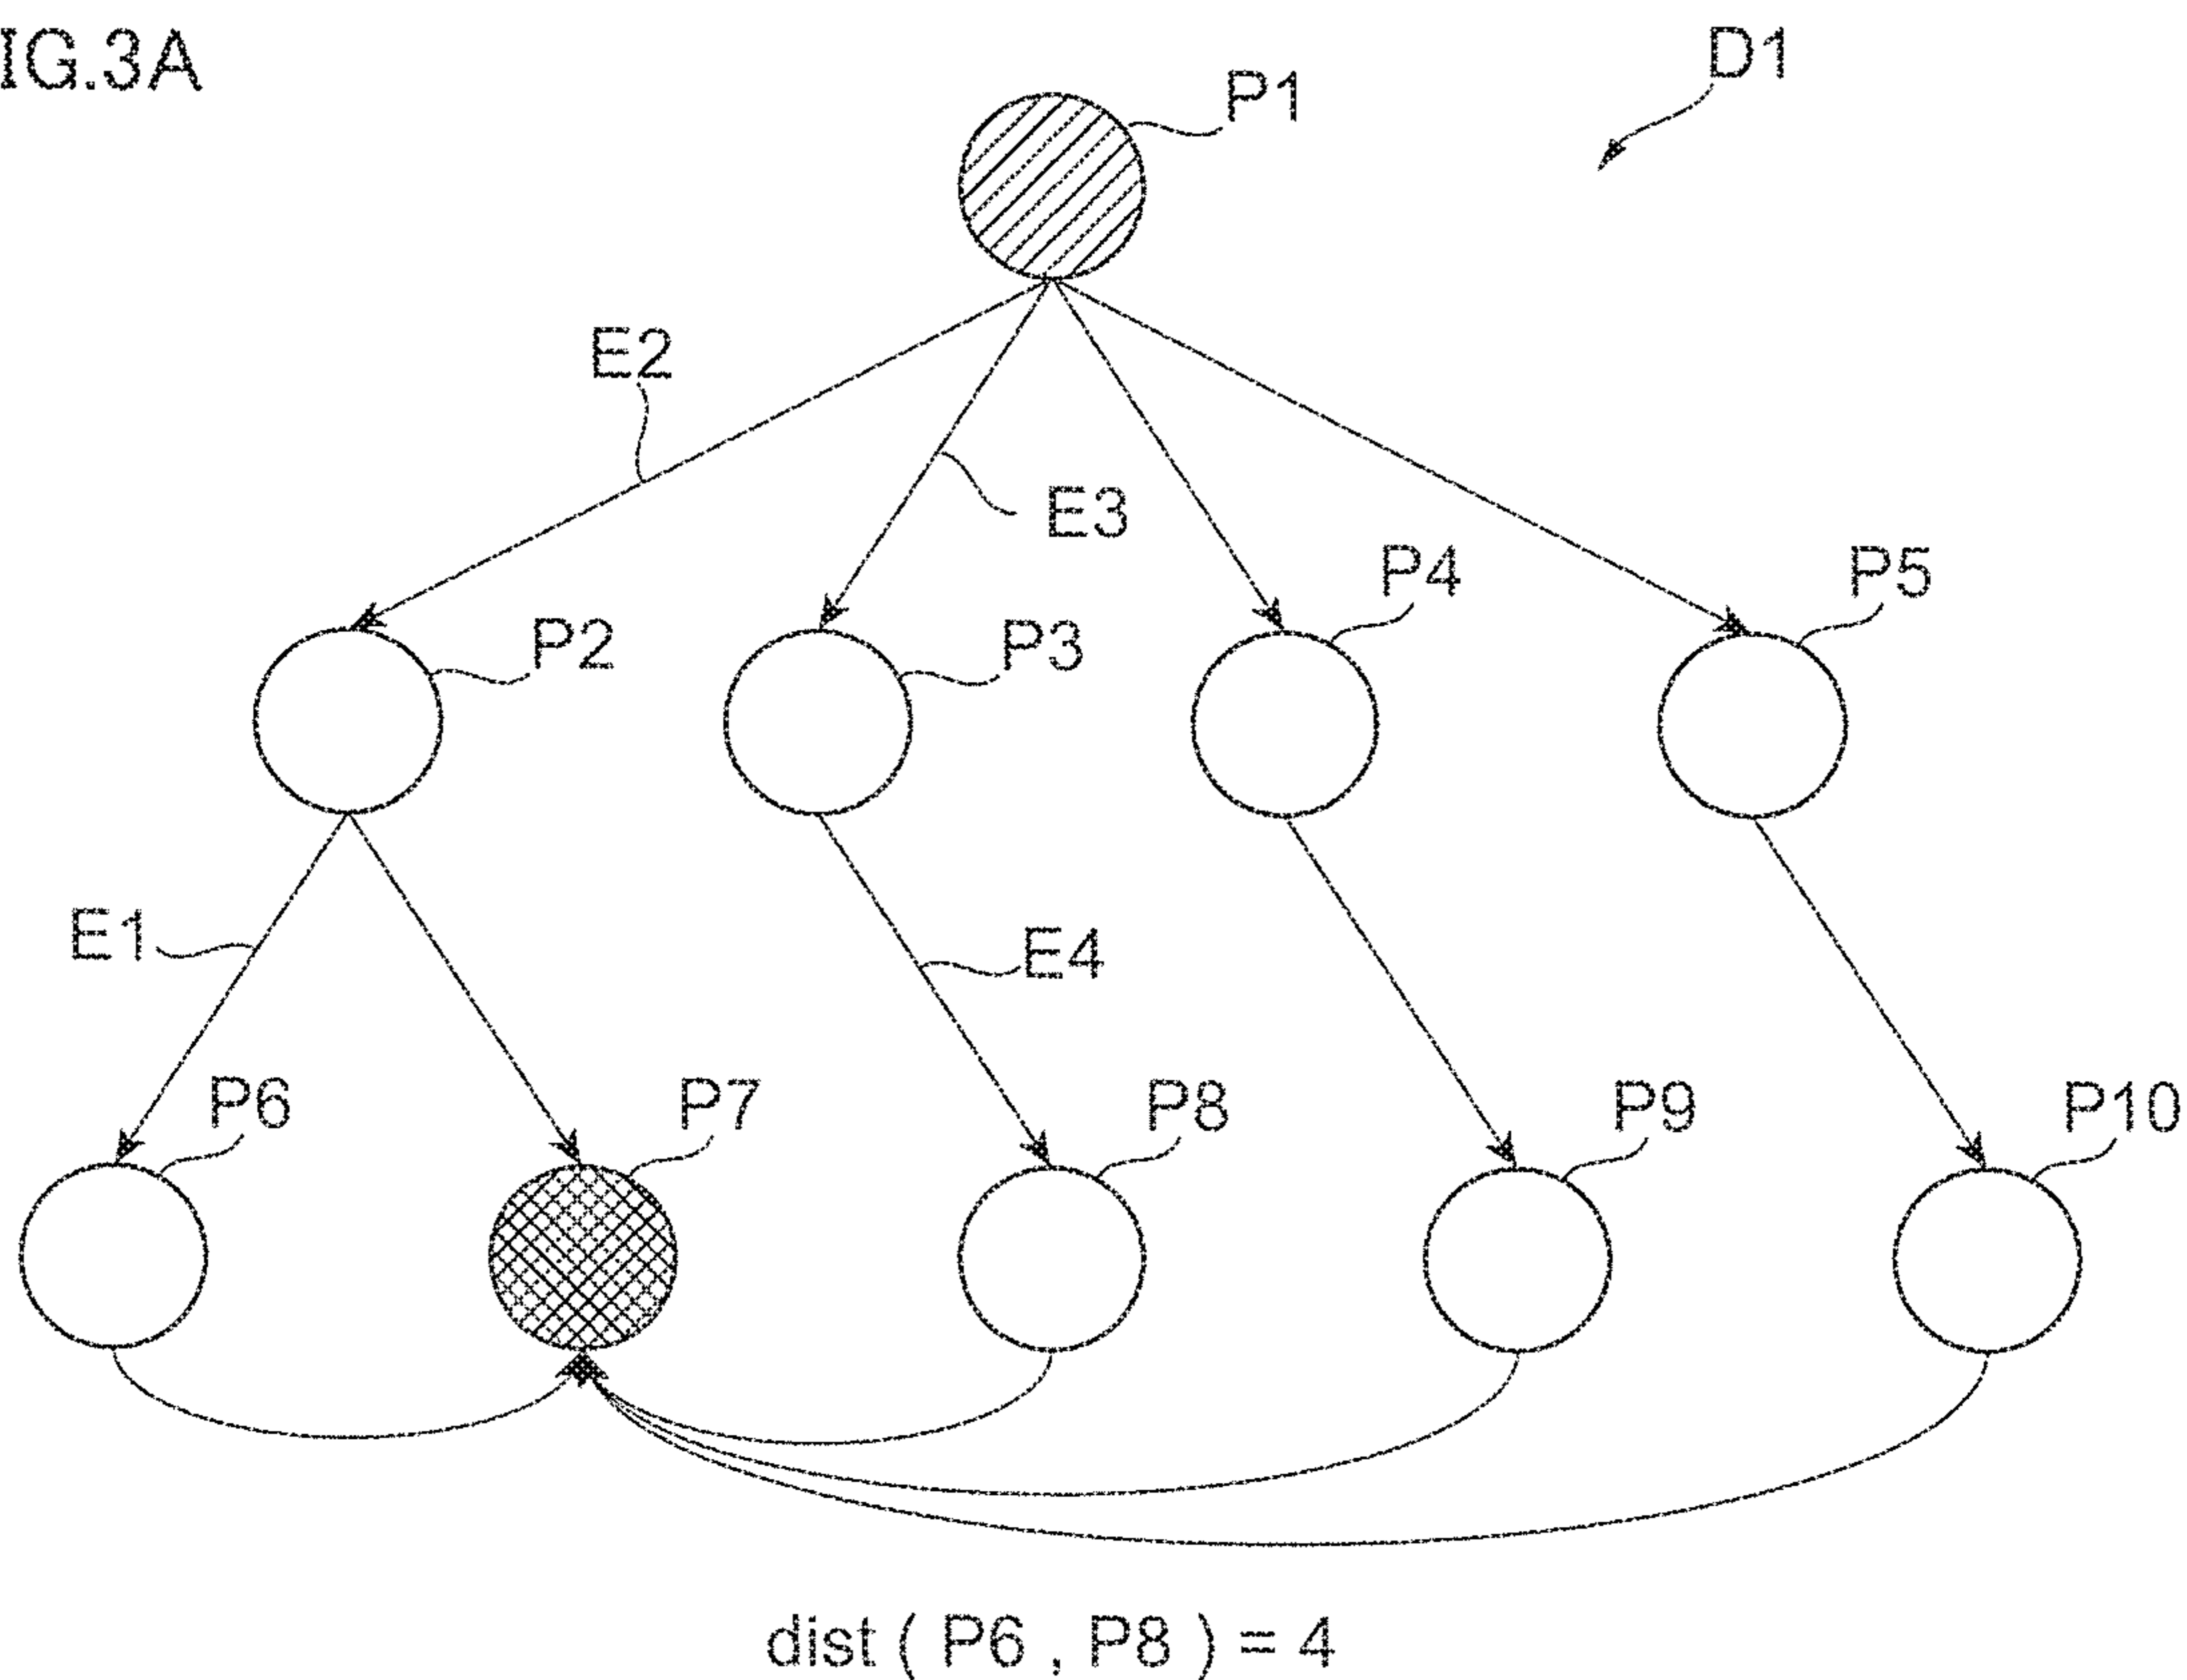 IG.3A
D1
P1
E2
E3
P4
P5
P2
P3
E1
E4
P6
P7
P8
P9
P10
dist ( P6 , P8 ) = 4